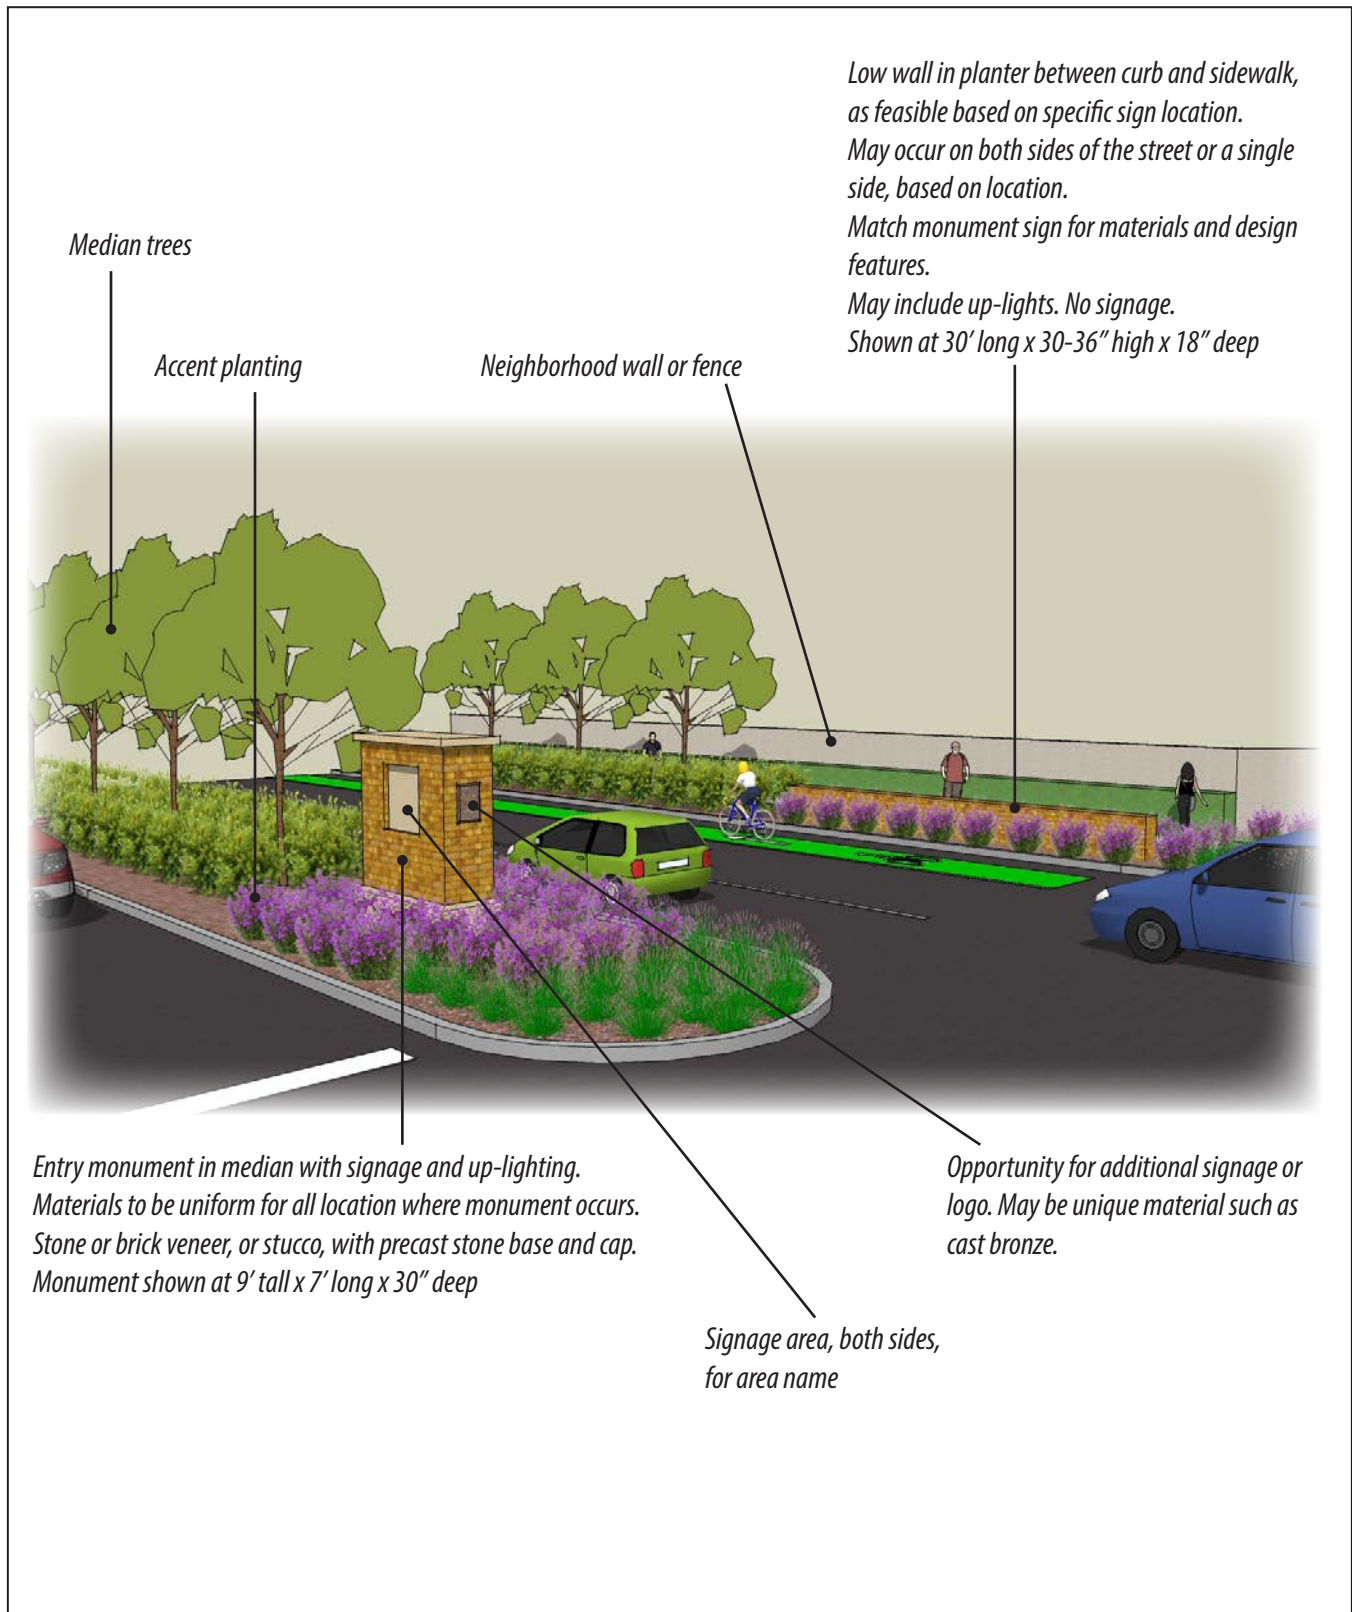 Low wall in planter between curb and sidewalk,
as feasible based on specific sign location.
May occur on both sides of the street or a single
side, based on location.
Match monument sign for materials and design
features.
May include up-lights. No signage.
Shown at 30’ long x 30-36” high x 18” deep
Median trees
Accent planting
Neighborhood wall or fence
Entry monument in median with signage and up-lighting.
Materials to be uniform for all location where monument occurs.
Stone or brick veneer, or stucco, with precast stone base and cap.
Monument shown at 9’ tall x 7’ long x 30” deep
Opportunity for additional signage or
logo. May be unique material such as
cast bronze.
Signage area, both sides,
for area name